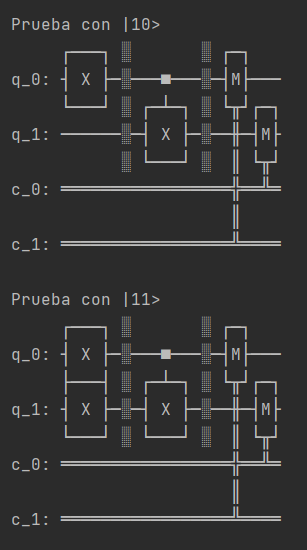 Prueba con |10>
X M
q_0:
X M
q_1:
c_0:
c_1:
Prueba con |11>
q_0: X M
q_1: X X M
c_0:
c_1: